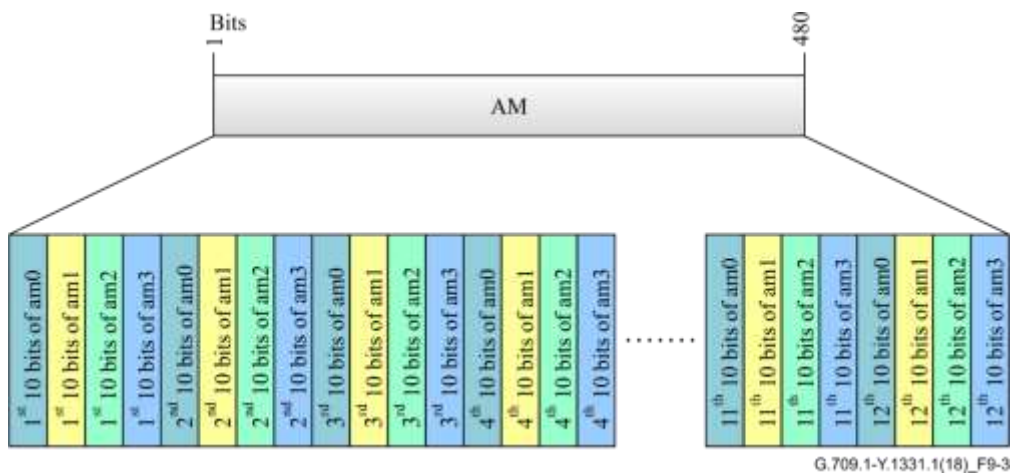 Bits
1
480
AM
1st 10 bits of am0
1st 10 bits of am1
1st 10 bits of am2
1st 10 bits of am3
2nd 10 bits of am0
2nd 10 bits of am1
2nd 10 bits of am2
2nd 10 bits of am3
3rd 10 bits of am0
3rd 10 bits of am1
3rd 10 bits of am2
3rd 10 bits of am3
4th 10 bits of am0
4th 10 bits of am1
4th 10 bits of am2
4th 10 bits of am3
.......
11th 10 bits of am0
11th 10 bits of am1
11th 10 bits of am2
11th 10 bits of am3
12th 10 bits of am0
12th 10 bits of am1
12th 10 bits of am2
12th 10 bits of am3
G.709.1-Y.1331.1(18)_F9-3